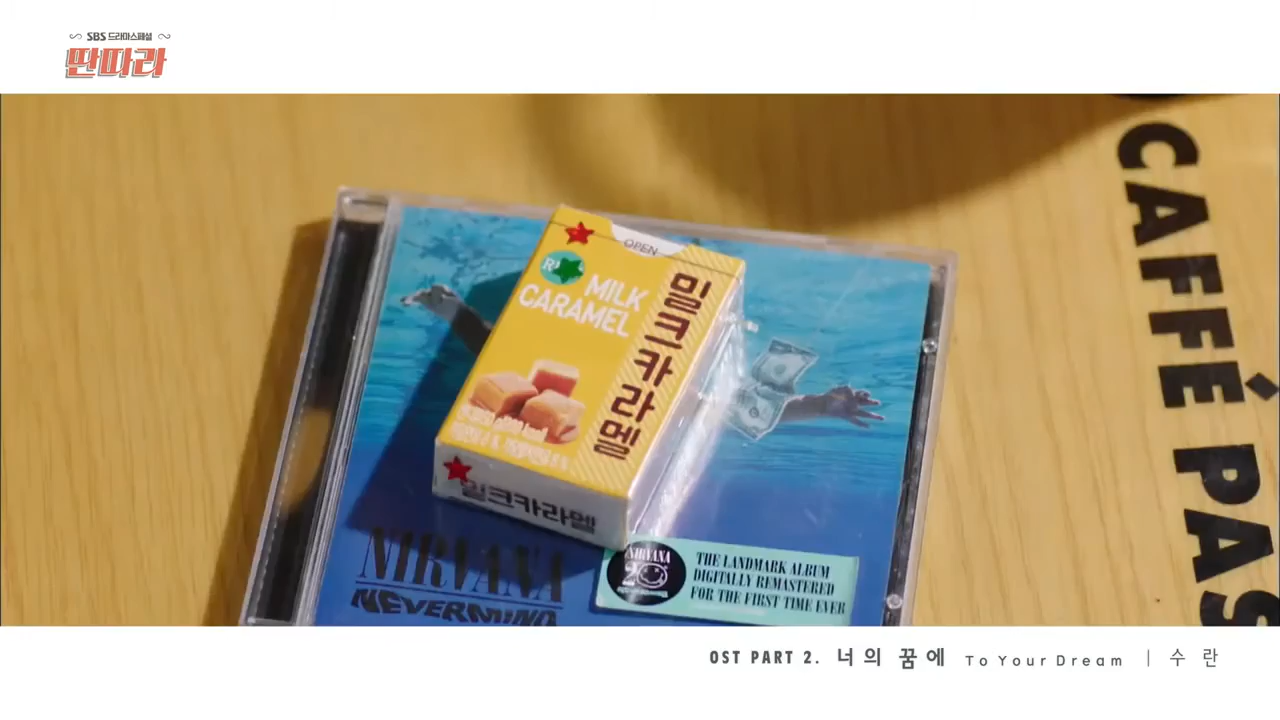 SBS 드라마스페셜
딴따라
OPEN
MILK
CARAMEL
밀크카라멜
밀크카라멜
NIRVANA
NEVERMIND
NIRVANA
20
THE LANDMARK ALBUM
DIGITALLY REMASTERED
FOR THE FIRST TIME EVER
CAFFÉ PAS
OST PART 2. 너의 꿈에 To Your Dream | 수란